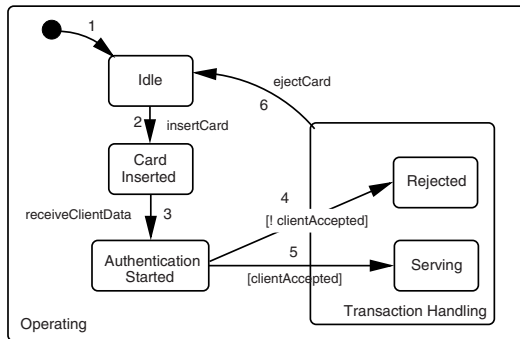 1
Idle
ejectCard
6
2
insertCard
Card
Inserted
receiveClientData
3
4
[! clientAccepted]
Rejected
Authentication
Started
5
[clientAccepted]
Serving
Transaction Handling
Operating